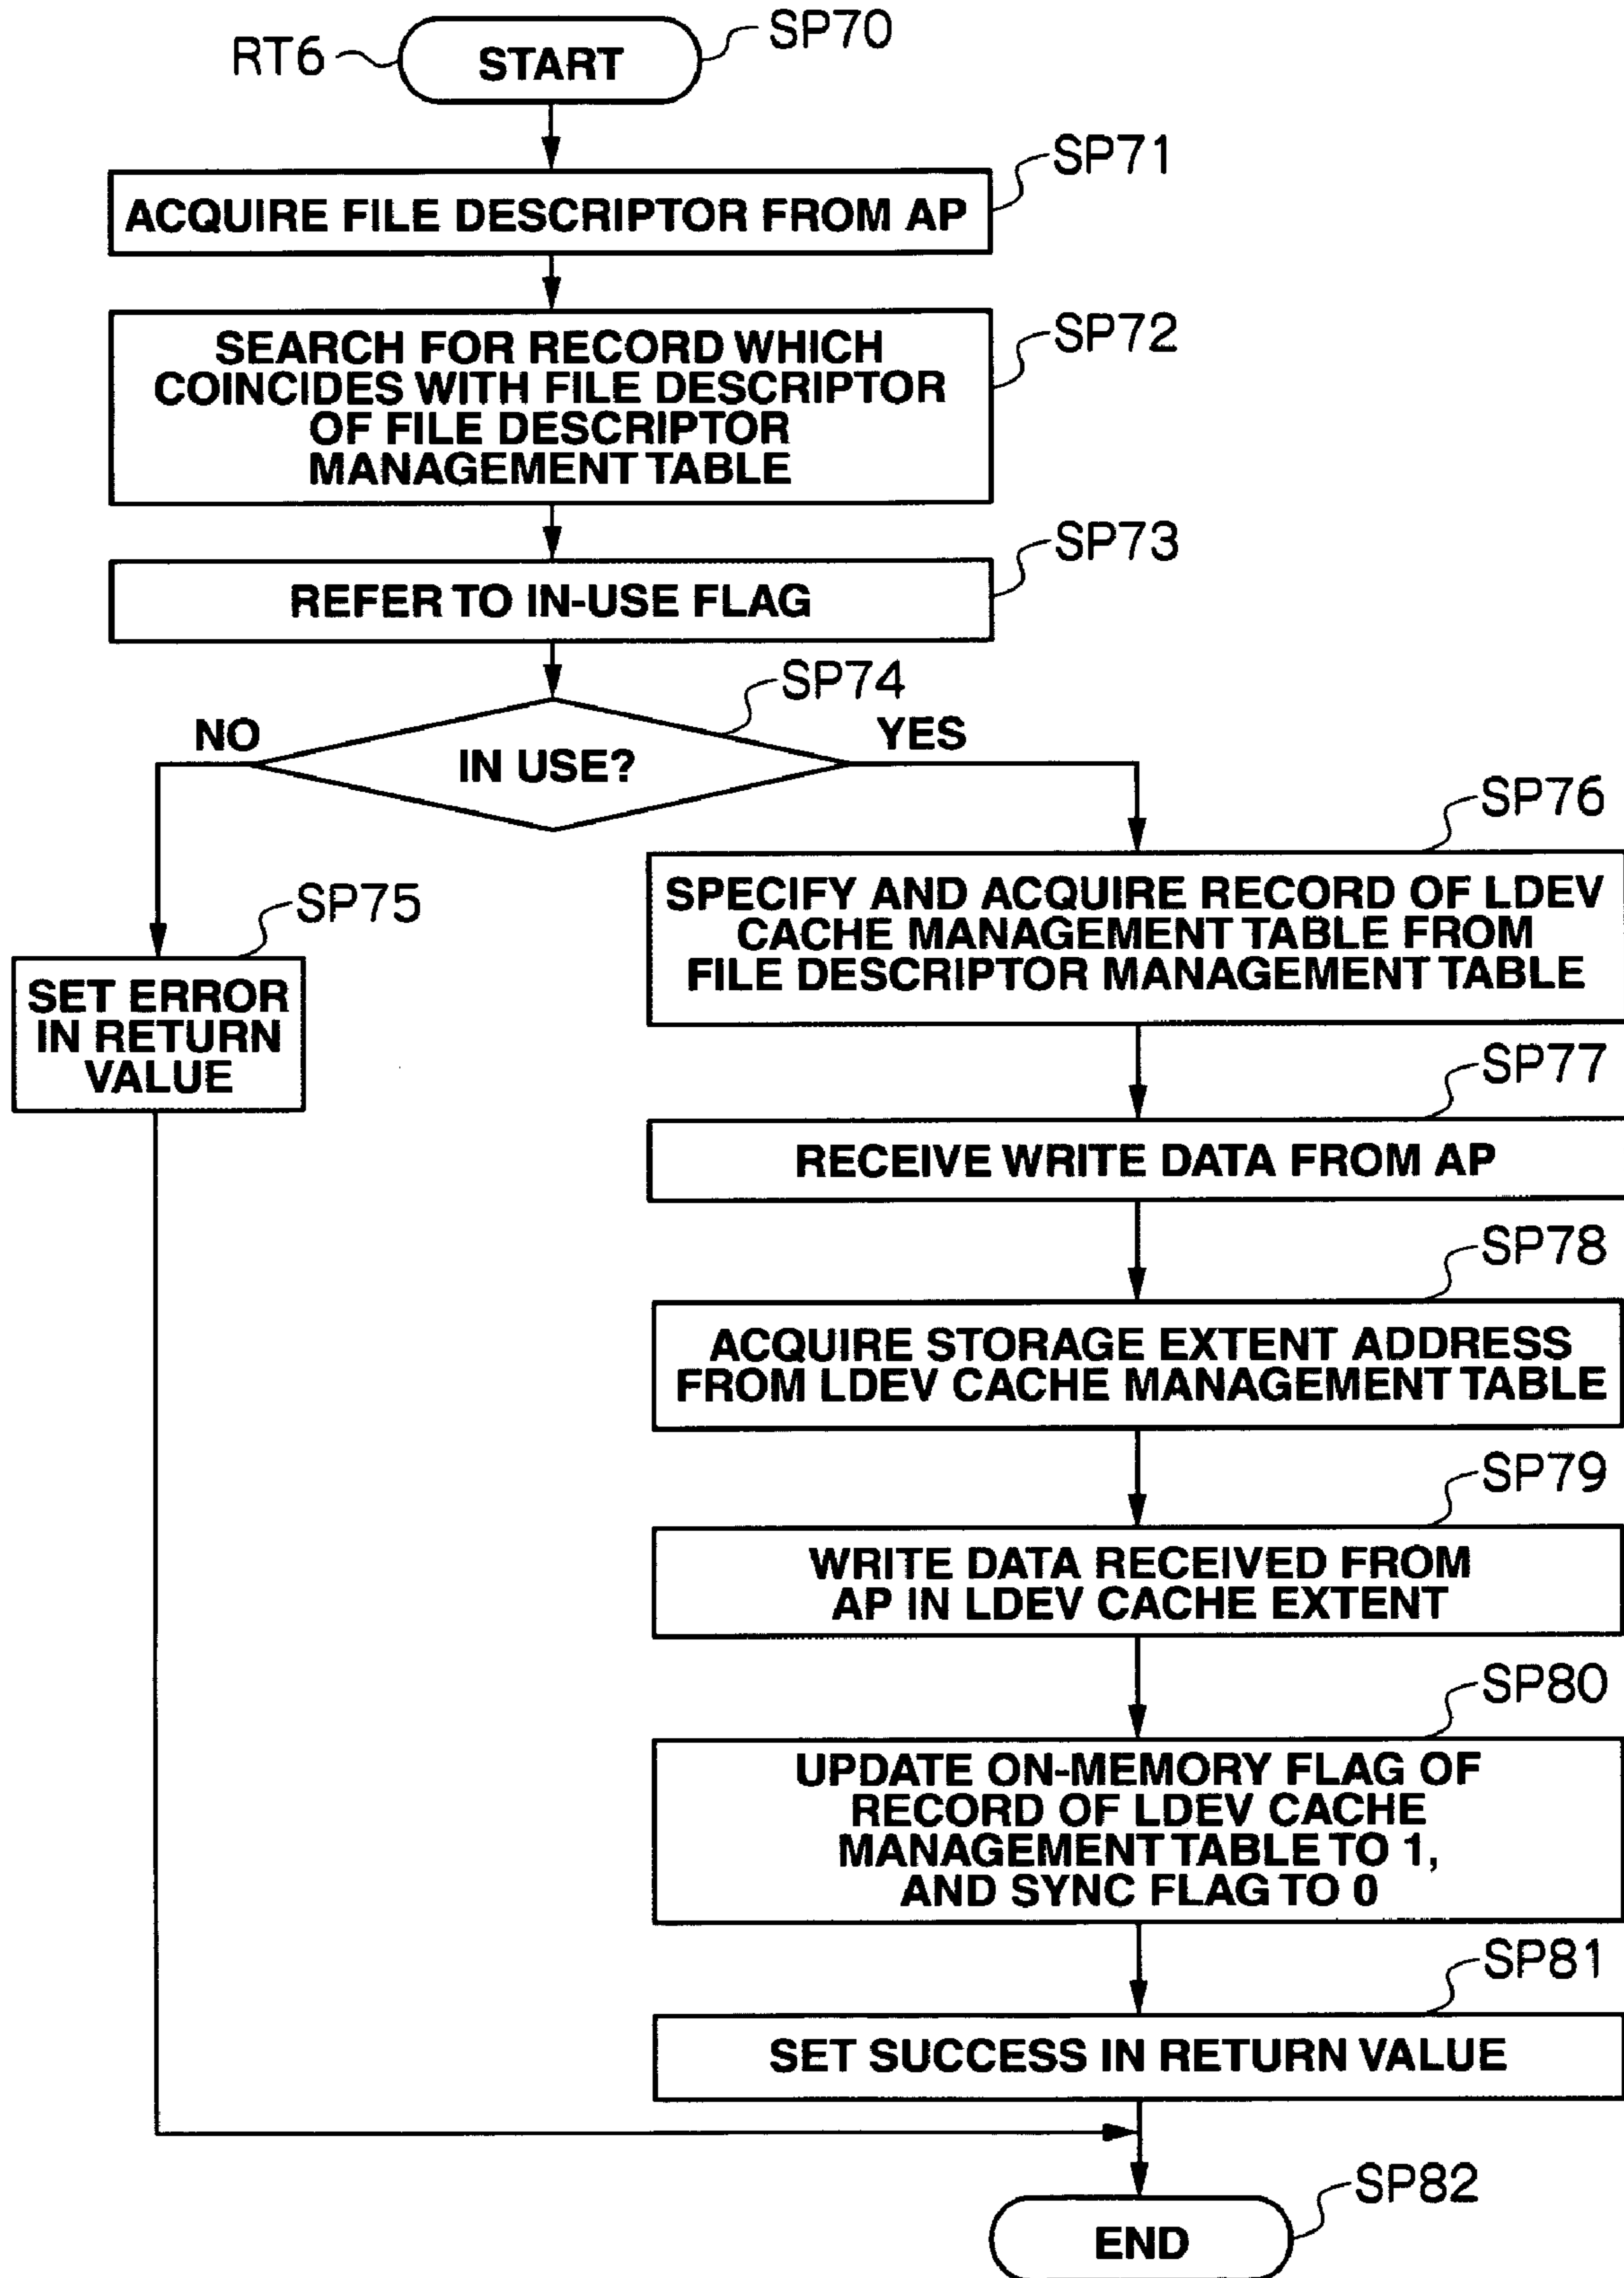 RT6
START
SP70
SP71
ACQUIRE FILE DESCRIPTOR FROM AP
SP72
SEARCH FOR RECORD WHICH
COINCIDES WITH FILE DESCRIPTOR
OF FILE DESCRIPTOR
MANAGEMENT TABLE
SP73
REFER TO IN-USE FLAG
SP74
NO
IN USE?
YES
SP75
SET ERROR
IN RETURN
VALUE
SP76
SPECIFY AND ACQUIRE RECORD OF LDEV
CACHE MANAGEMENT TABLE FROM
FILE DESCRIPTOR MANAGEMENT TABLE
SP77
RECEIVE WRITE DATA FROM AP
SP78
ACQUIRE STORAGE EXTENT ADDRESS
FROM LDEV CACHE MANAGEMENT TABLE
SP79
WRITE DATA RECEIVED FROM
AP IN LDEV CACHE EXTENT
SP80
UPDATE ON-MEMORY FLAG OF
RECORD OF LDEV CACHE
MANAGEMENT TABLE TO 1,
AND SYNC FLAG TO 0
SP81
SET SUCCESS IN RETURN VALUE
SP82
END